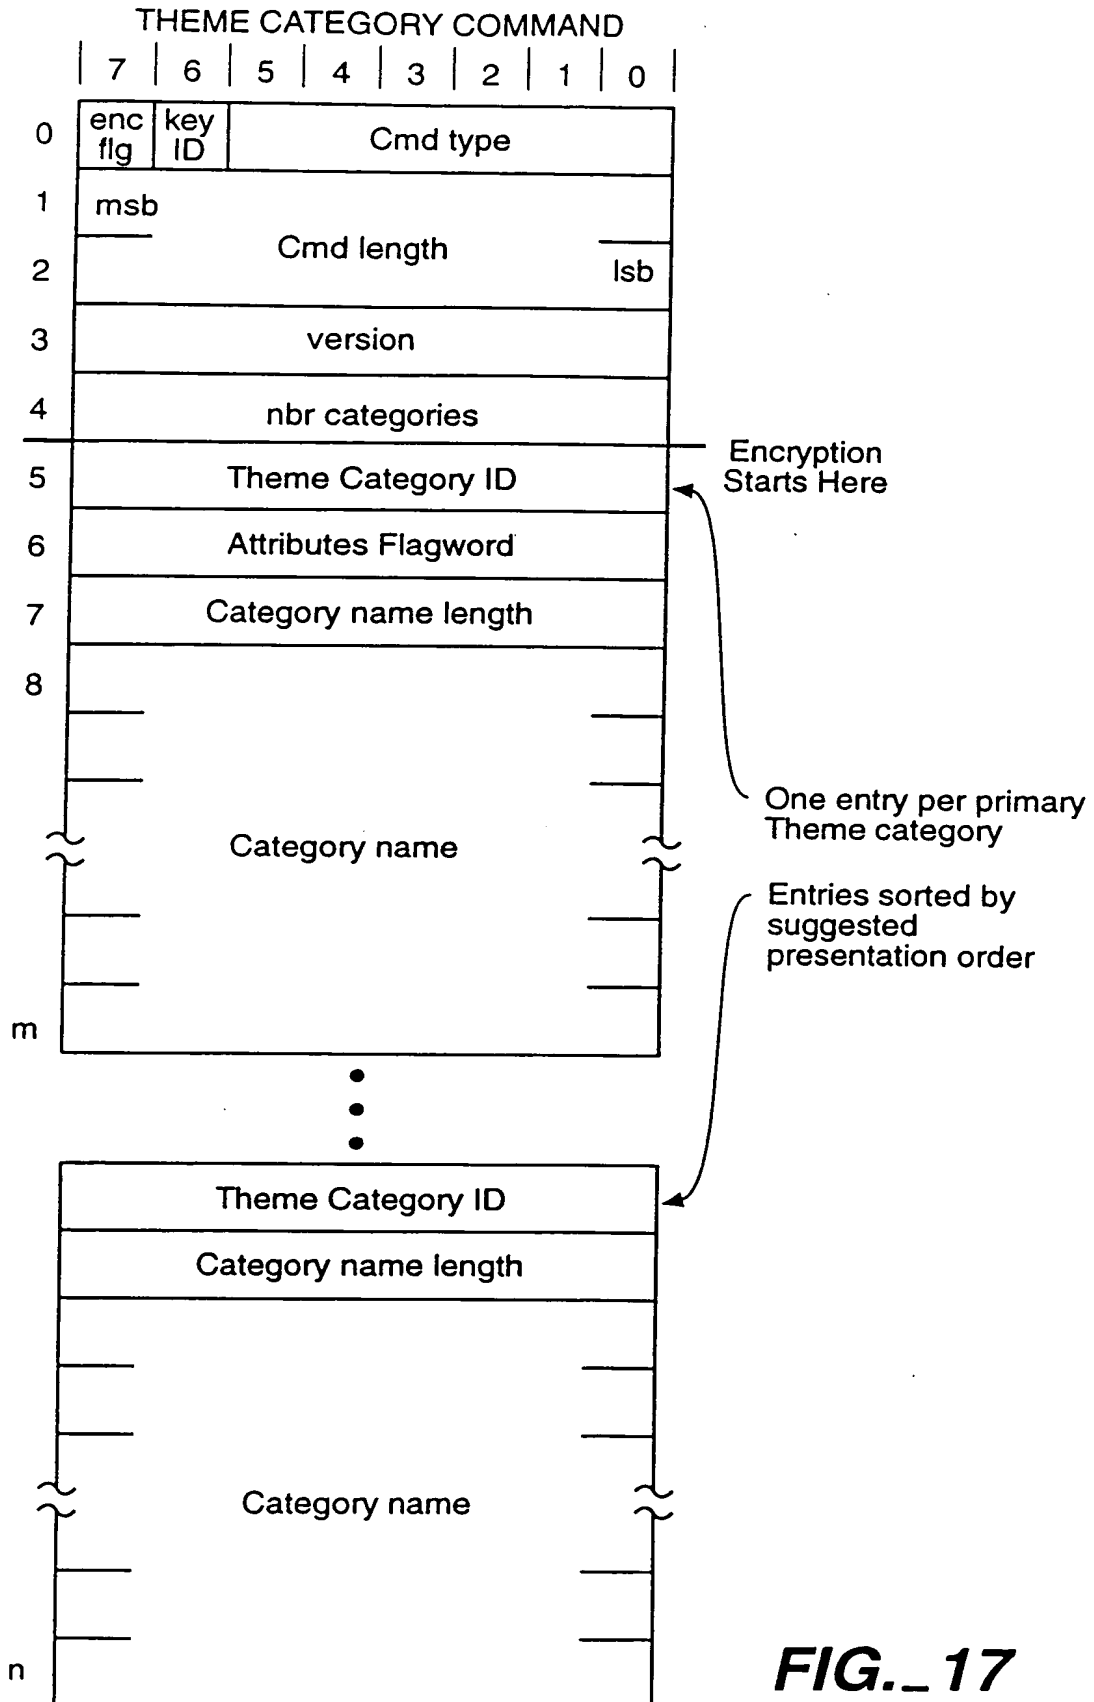 THEME CATEGORY COMMAND
7 6 5 4 3 2 1 0
0 enc flg key ID Cmd type
1 msb
Cmd length
2 lsb
3 version
4 nbr categories
Encryption
Starts Here
5 Theme Category ID
6 Attributes Flagword
7 Category name length
8
One entry per primary
Theme category
Category name
Entries sorted by
suggested
presentation order
m
Theme Category ID
Category name length
Category name
n
FIG._17